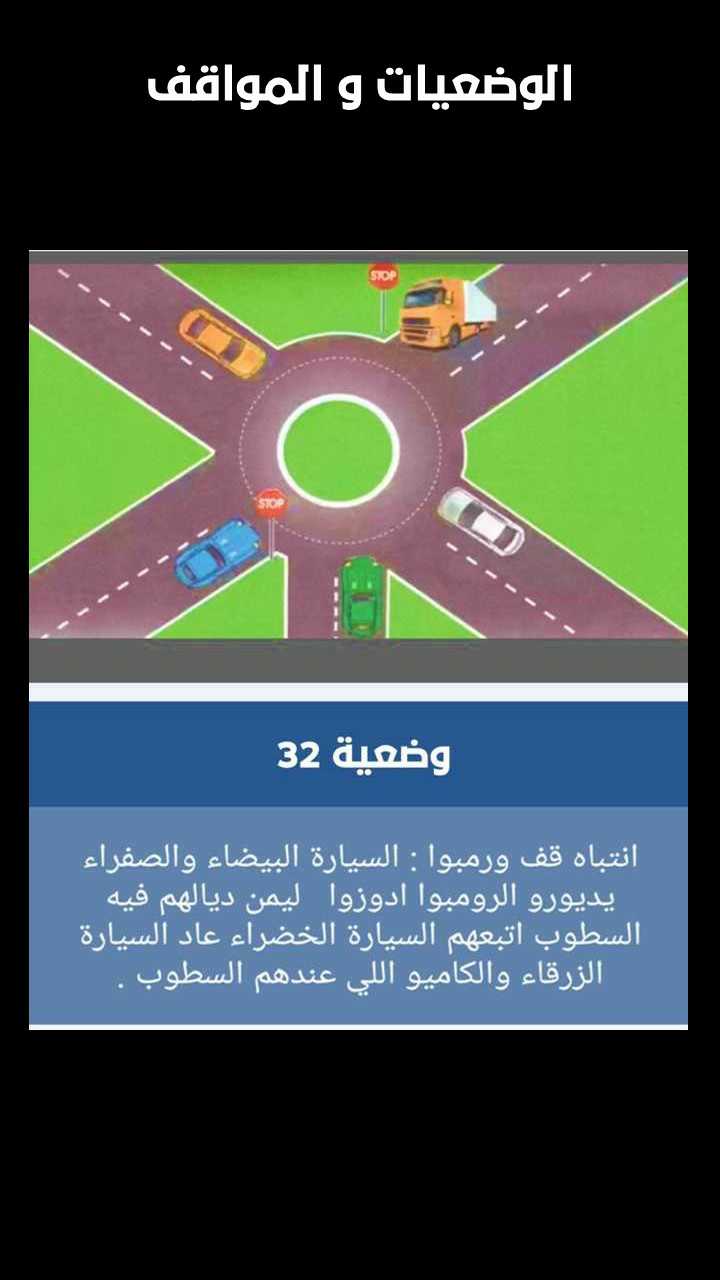 الوضعيات و المواقف
STOP
STOP
وضعية 32
انتباه قف ورمبوا : السيارة البيضاء والصفراء
يديورو الرومبوا ادوزوا ليمن ديالهم فيه
السطوب اتبعهم السيارة الخضراء عاد السيارة
الزرقاء والكاميو اللي عندهم السطوب .